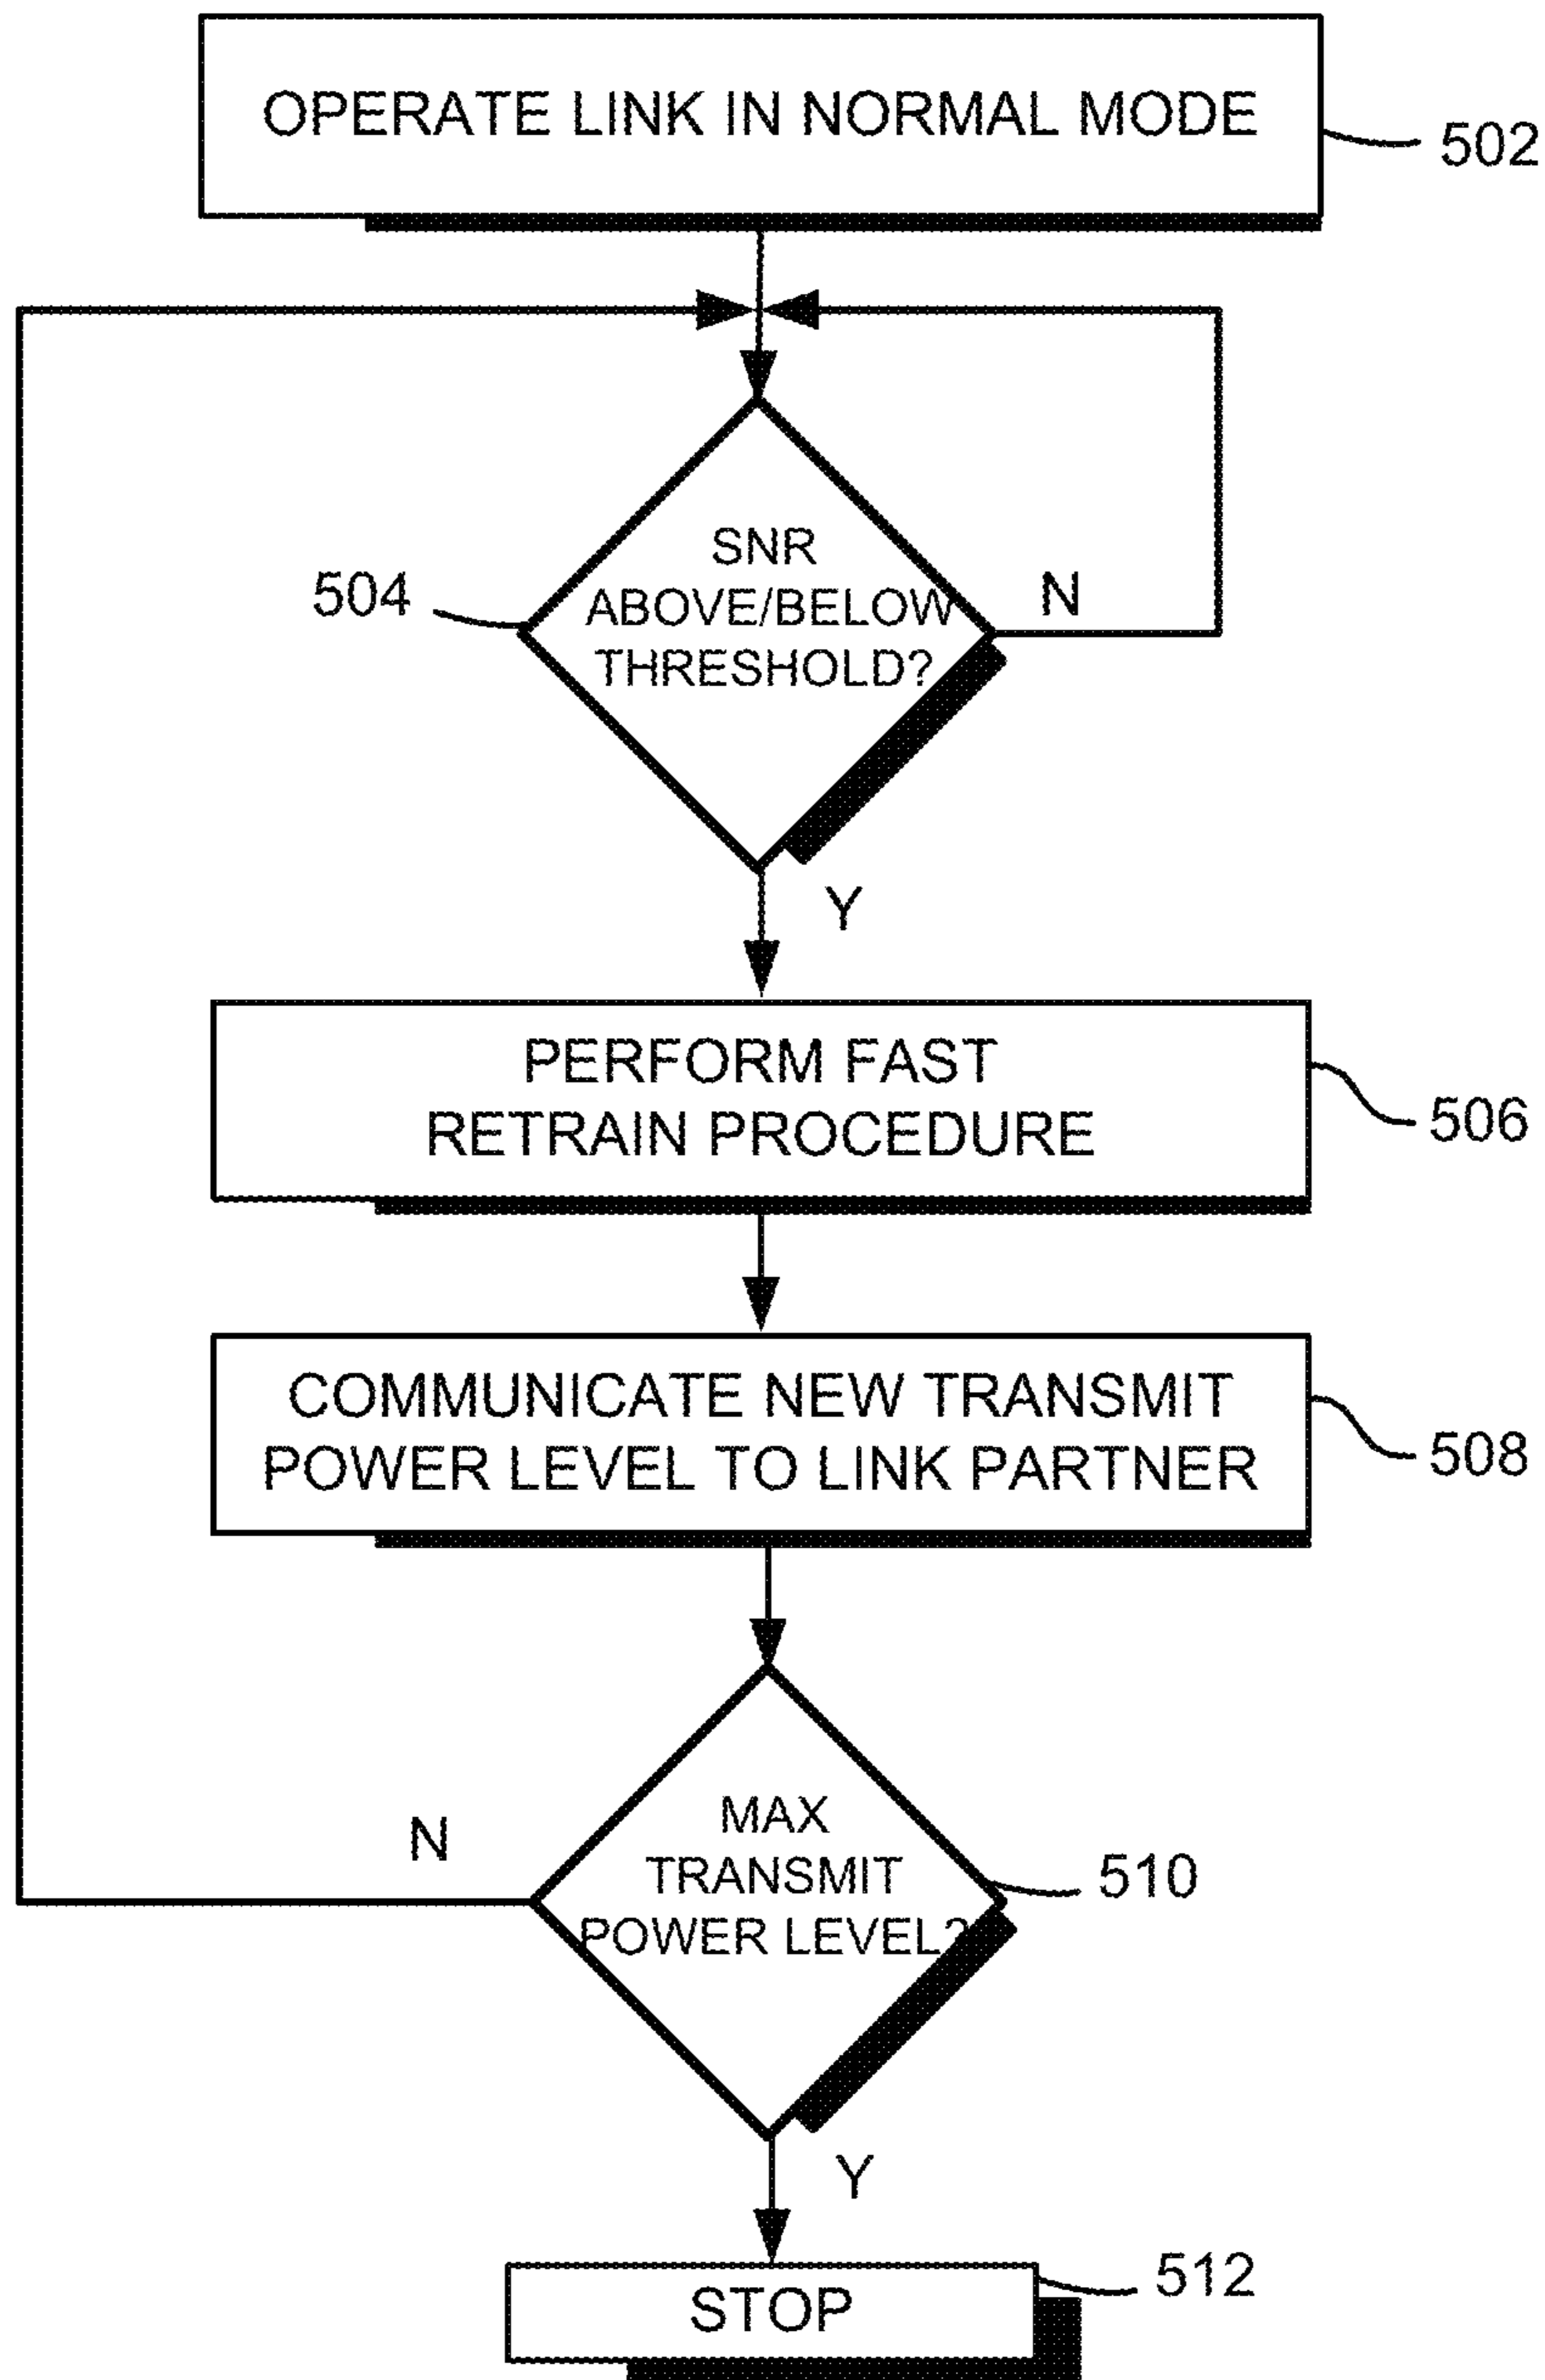 OPERATE LINK IN NORMAL MODE
502
SNR
ABOVE/BELOW
THRESHOLD?
504
N
Y
PERFORM FAST
RETRAIN PROCEDURE
506
COMMUNICATE NEW TRANSMIT
POWER LEVEL TO LINK PARTNER
508
MAX
TRANSMIT
POWER LEVEL?
N
510
Y
STOP
512